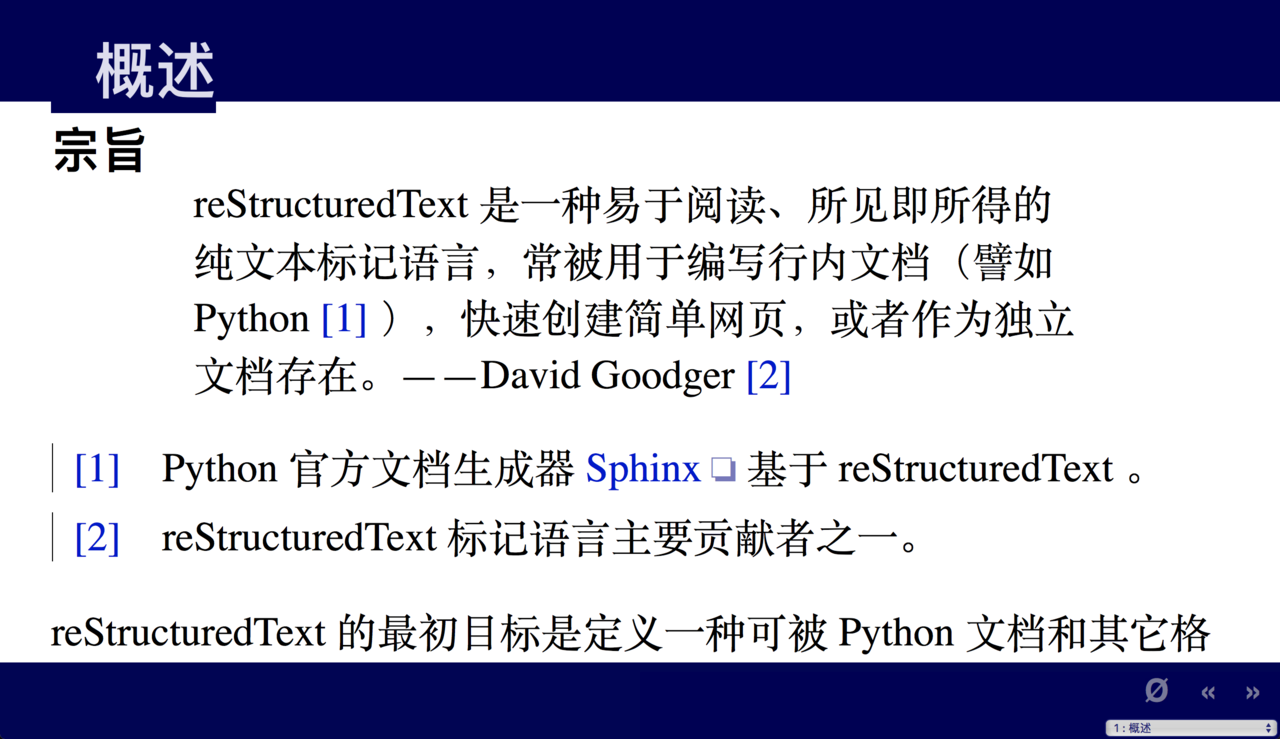 概述
宗旨
reStructuredText 是一种易于阅读、所见即所得的
纯文本标记语言，常被用于编写行内文档（譬如
Python [1] ），快速创建简单网页，或者作为独立
文档存在。——David Goodger [2]
[1] Python 官方文档生成器 Sphinx 基于 reStructuredText 。
[2] reStructuredText 标记语言主要贡献者之一。
reStructuredText 的最初目标是定义一种可被 Python 文档和其它格
Ø « »
1 : 概述